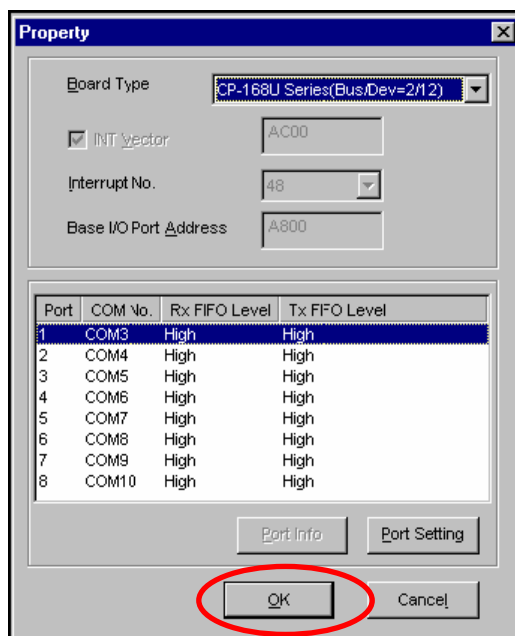 Property
Board Type CP-168U Series(Bus/Dev=2/12)
INT Vector AC00
Interrupt No. 48
Base I/O Port Address A800
Port COM No. Rx FIFO Level Tx FIFO Level
1 COM3 High High
2 COM4 High High
3 COM5 High High
4 COM6 High High
5 COM7 High High
6 COM8 High High
7 COM9 High High
8 COM10 High High
Port Info Port Setting
OK Cancel